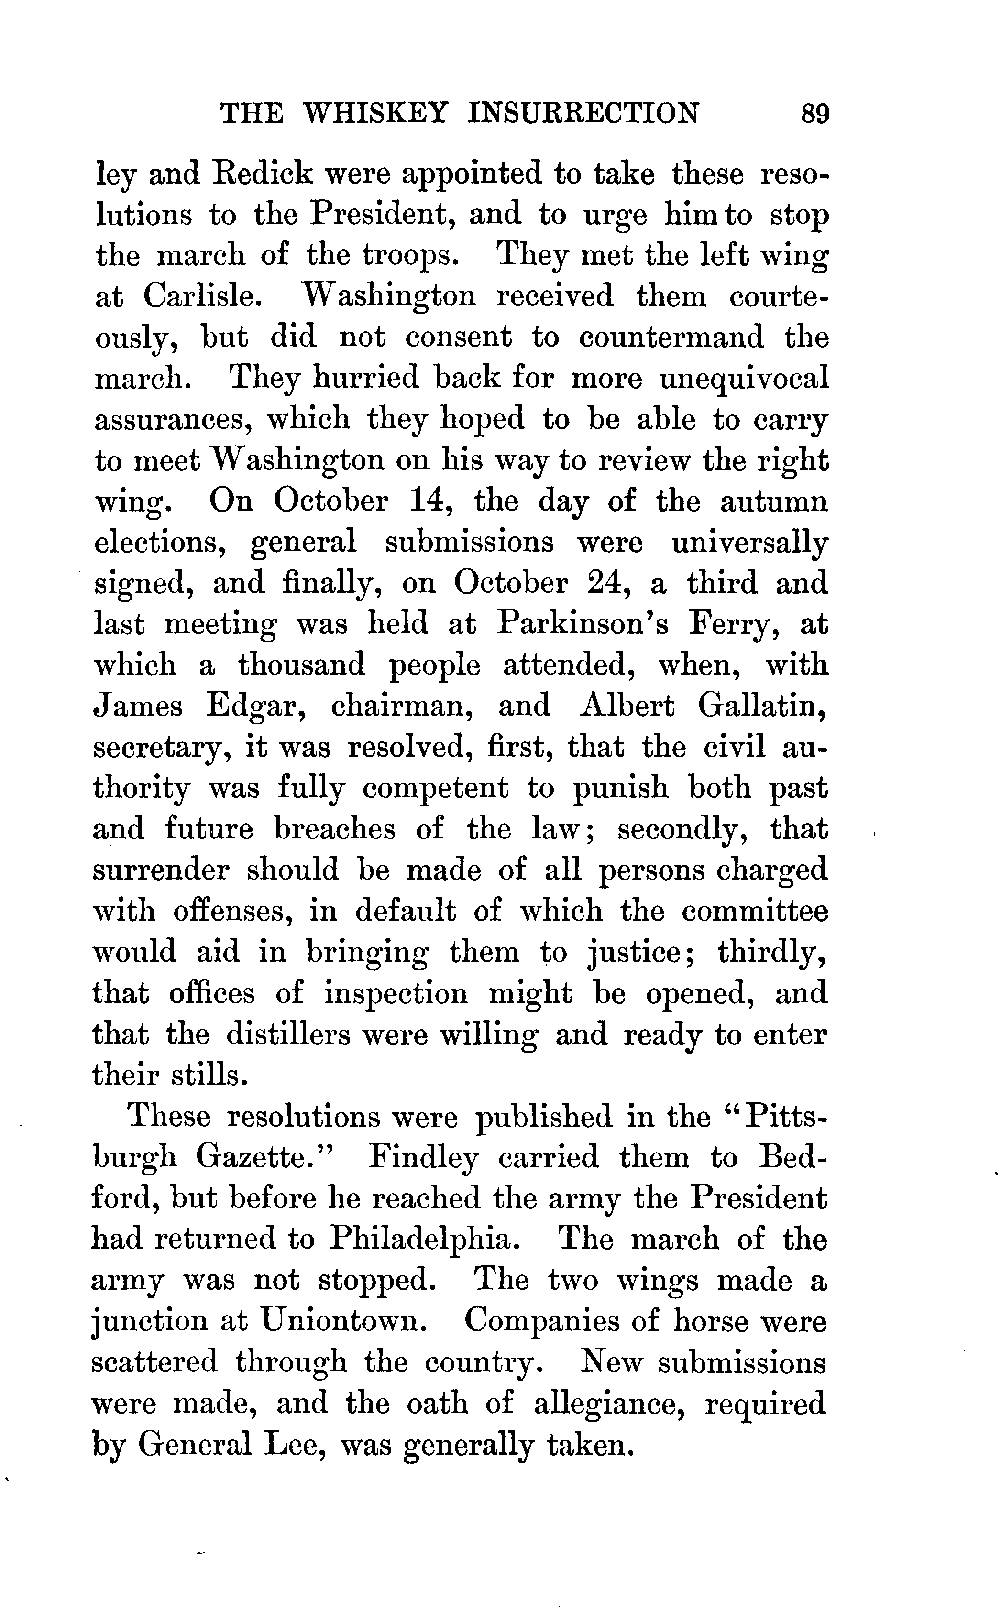 THE WHISKEY INSURRECTION 89
ley and Redick were appointed to take these reso-
lutions to the President, and to urge him to stop
the march of the troops. They met the left wing
at Carlisle. Washington received them courte-
ously, but did not consent to countermand the
march. They hurried back for more unequivocal
assurances, which they hoped to be able to carry
to meet Washington on his way to review the right
wing. On October 14, the day of the autumn
elections, general submissions were universally
signed, and finally, on October 24, a third and
last meeting was held at Parkinson's Ferry, at
which a thousand people attended, when, with
James Edgar, chairman, and Albert Gallatin,
secretary, it was resolved, first, that the civil au-
thority was fully competent to punish both past
and future breaches of the law; secondly, that
surrender should be made of all persons charged
with offenses, in default of which the committee
would aid in bringing them to justice; thirdly,
that offices of inspection might be opened, and
that the distillers were willing and ready to enter
their stills.
These resolutions were published in the "Pitts-
burgh Gazette." Findley carried them to Bed-
ford, but before he reached the army the President
had returned to Philadelphia. The march of the
army was not stopped. The two wings made a
junction at Uniontown. Companies of horse were
scattered through the country. New submissions
were made, and the oath of allegiance, required
by General Lee, was generally taken.